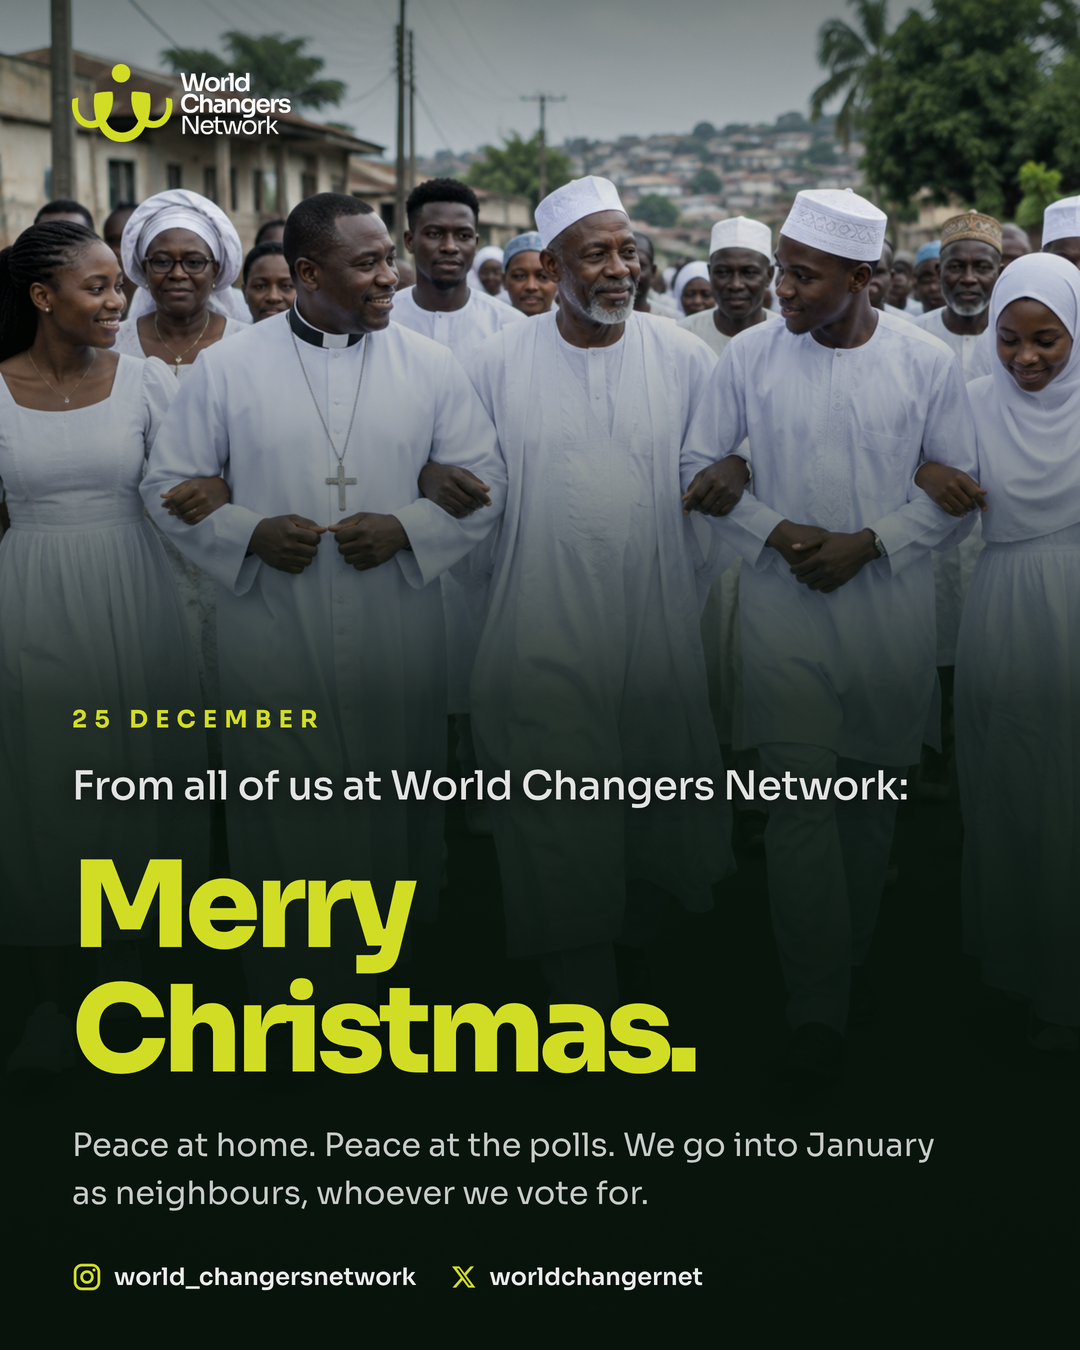 World
Changers
Network
25 DECEMBER
From all of us at World Changers Network:
Merry
Christmas.
Peace at home. Peace at the polls. We go into January
as neighbours, whoever we vote for.
world_changersnetwork worldchangernet